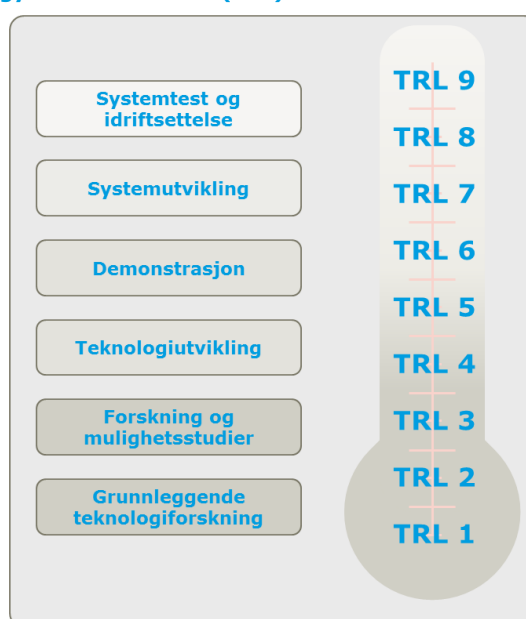 Systemtest og
idriftsettelse
Systemutvikling
Demonstrasjon
Teknologiutvikling
Forskning og
mulighetsstudier
Grunnleggende
teknologiforskning
TRL 9
TRL 8
TRL 7
TRL 6
TRL 5
TRL 4
TRL 3
TRL 2
TRL 1